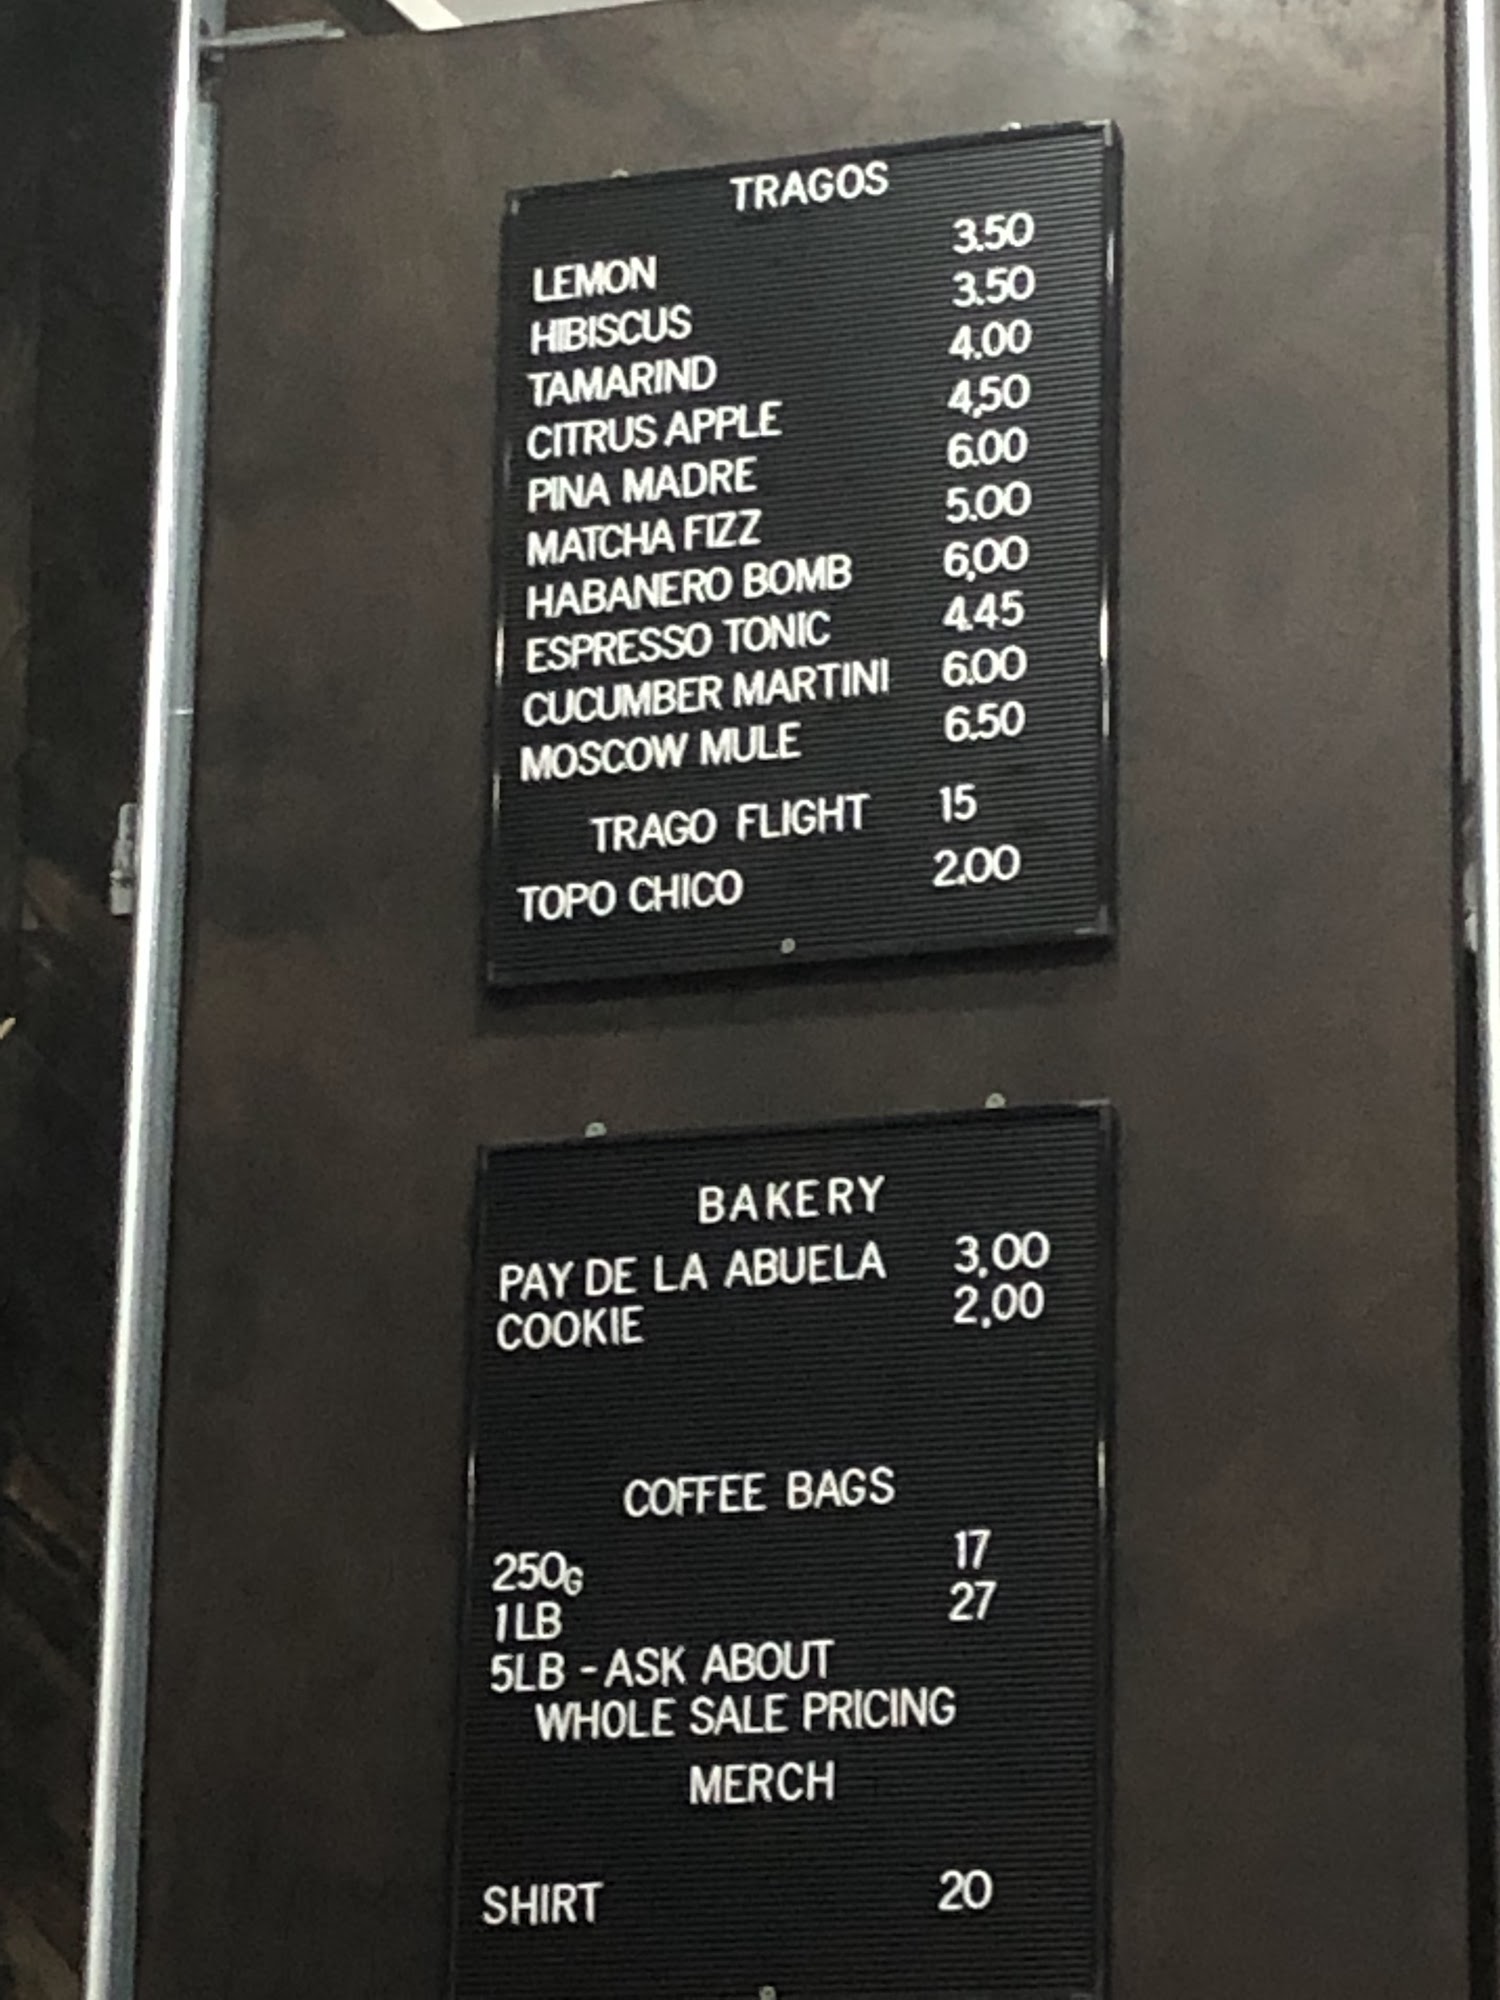 TRAGOS
LEMON 3.50
HIBISCUS 3.50
TAMARIND 4.00
CITRUS APPLE 4,50
PINA MADRE 6.00
MATCHA FIZZ 5.00
HABANERO BOMB 6,00
ESPRESSO TONIC 4.45
CUCUMBER MARTINI 6.00
MOSCOW MULE 6.50
TRAGO FLIGHT 15
TOPO CHICO 2.00
BAKERY
PAY DE LA ABUELA 3,00
COOKIE 2,00
COFFEE BAGS
250G 17
1LB 27
5LB - ASK ABOUT
WHOLE SALE PRICING
MERCH
SHIRT 20